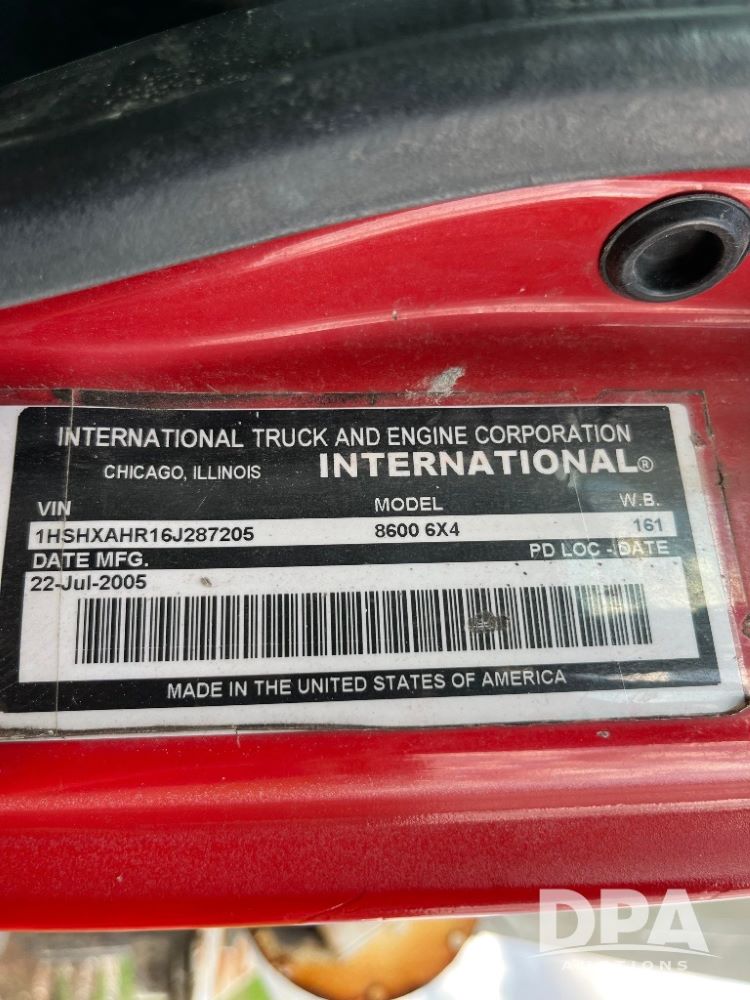 INTERNATIONAL TRUCK AND ENGINE CORPORATION
CHICAGO, ILLINOIS INTERNATIONAL®
VIN MODEL W.B.
1HSHXAHR16J287205 8600 6X4 161
DATE MFG. PD LOC - DATE
22-Jul-2005
MADE IN THE UNITED STATES OF AMERICA
DPA
AUCTIONS